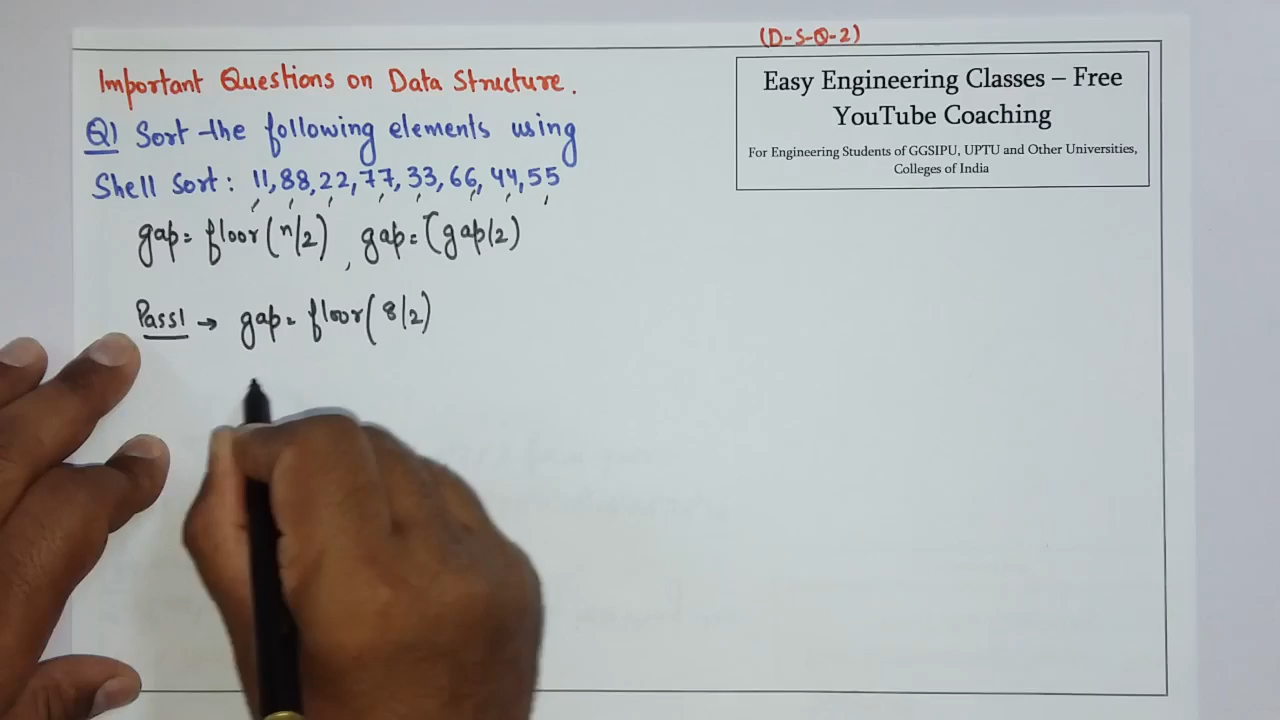 (D-S-Q-2)
Important Questions on Data Structure.
Q1) Sort the following elements using
Shell Sort: 11, 88, 22, 77, 33, 66, 44, 55
gap= floor(n/2), gap=(gap/2)
Pass1 → gap= floor(8/2)
Easy Engineering Classes – Free
YouTube Coaching
For Engineering Students of GGSIPU, UPTU and Other Universities,
Colleges of India